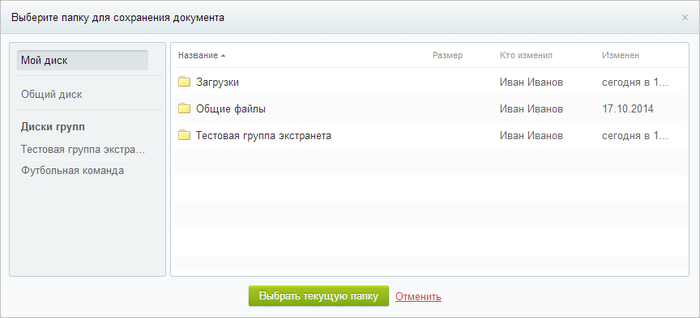 Выберите папку для сохранения документа
Мой диск
Общий диск
Диски групп
Тестовая группа экстра...
Футбольная команда
Название Размер Кто изменил Изменен
Загрузки Иван Иванов сегодня в 1...
Общие файлы Иван Иванов 17.10.2014
Тестовая группа экстранета Иван Иванов сегодня в 1...
Выбрать текущую папку Отменить